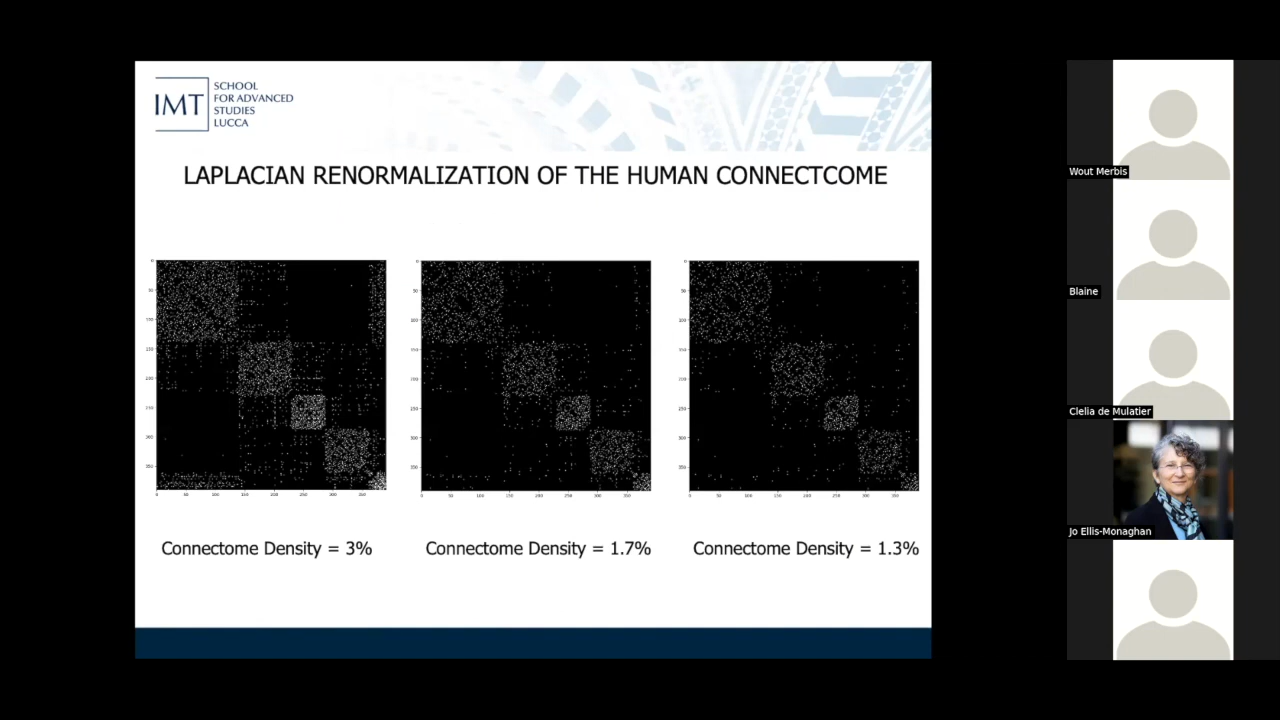 IMT
SCHOOL
FOR ADVANCED
STUDIES
LUCCA
LAPLACIAN RENORMALIZATION OF THE HUMAN CONNECTCOME
Connectome Density = 3%
Connectome Density = 1.7%
Connectome Density = 1.3%
Wout Merbis
Blaine
Clelia de Mulatier
Jo Ellis-Monaghan